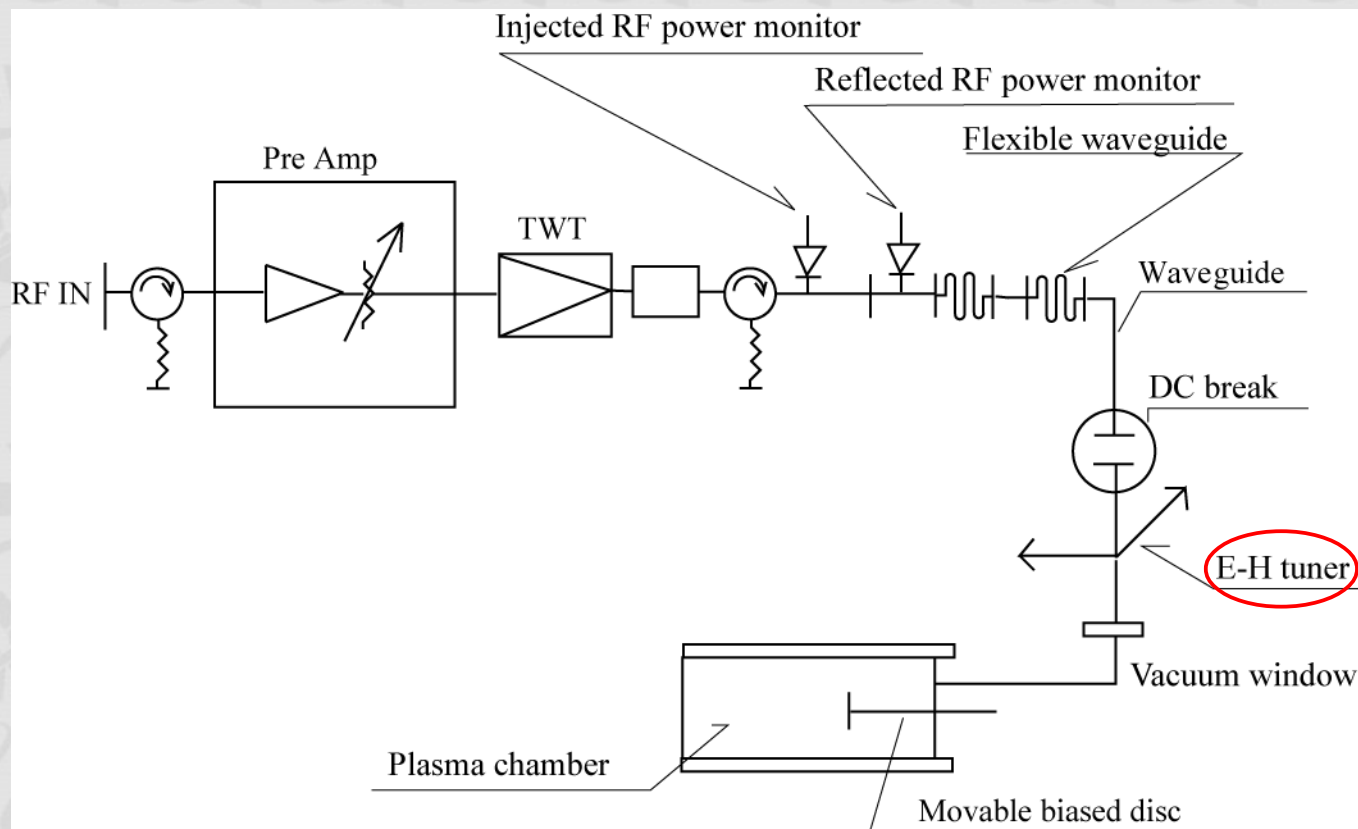 Injected RF power monitor
Reflected RF power monitor
Flexible waveguide
Pre Amp
TWT
RF IN
Waveguide
DC break
E-H tuner
Vacuum window
Plasma chamber
Movable biased disc